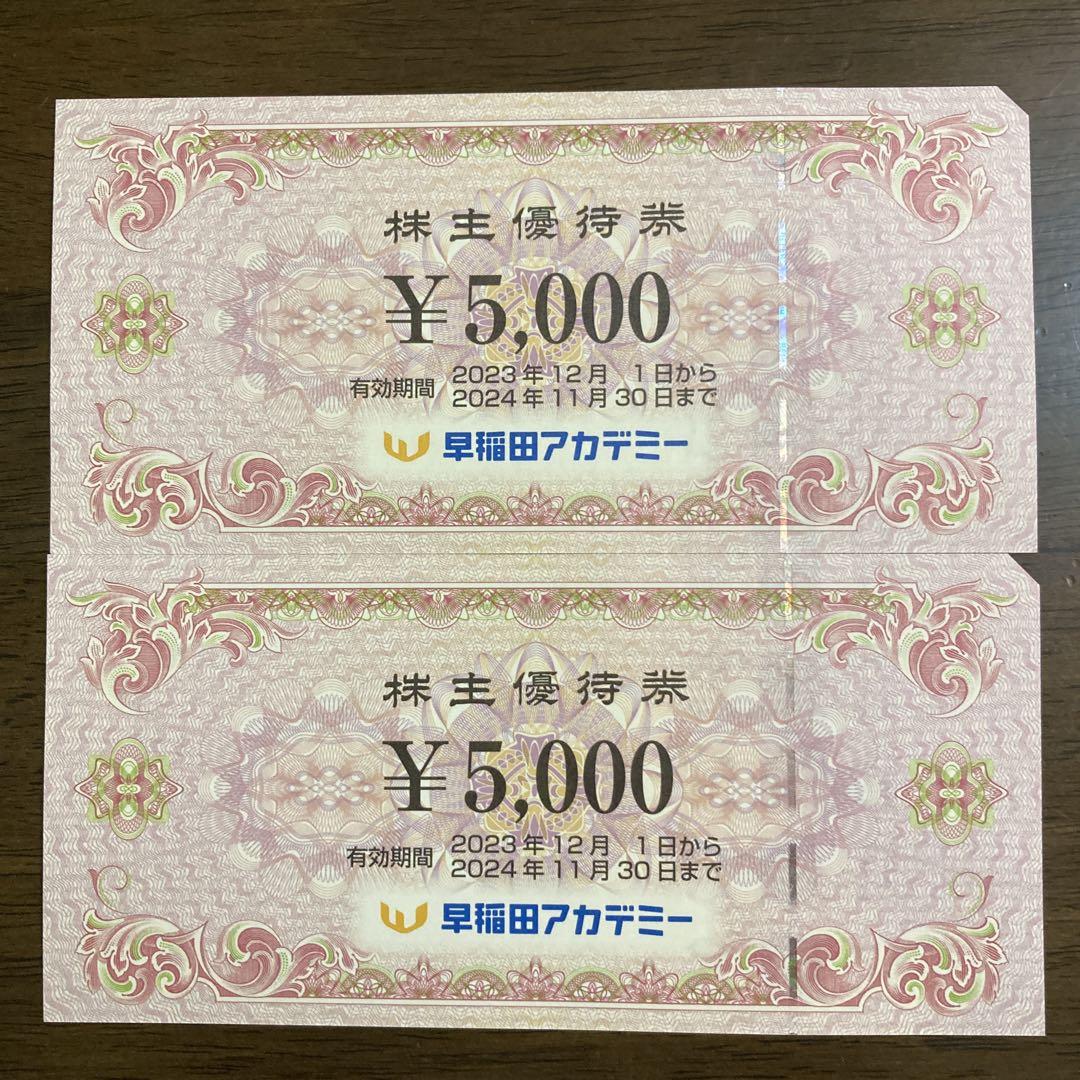 株主優待券
¥5,000
有効期間 2023年12月 1日から
2024年11月30日まで
早稲田アカデミー
株主優待券
¥5,000
有効期間 2023年12月 1日から
2024年11月30日まで
早稲田アカデミー